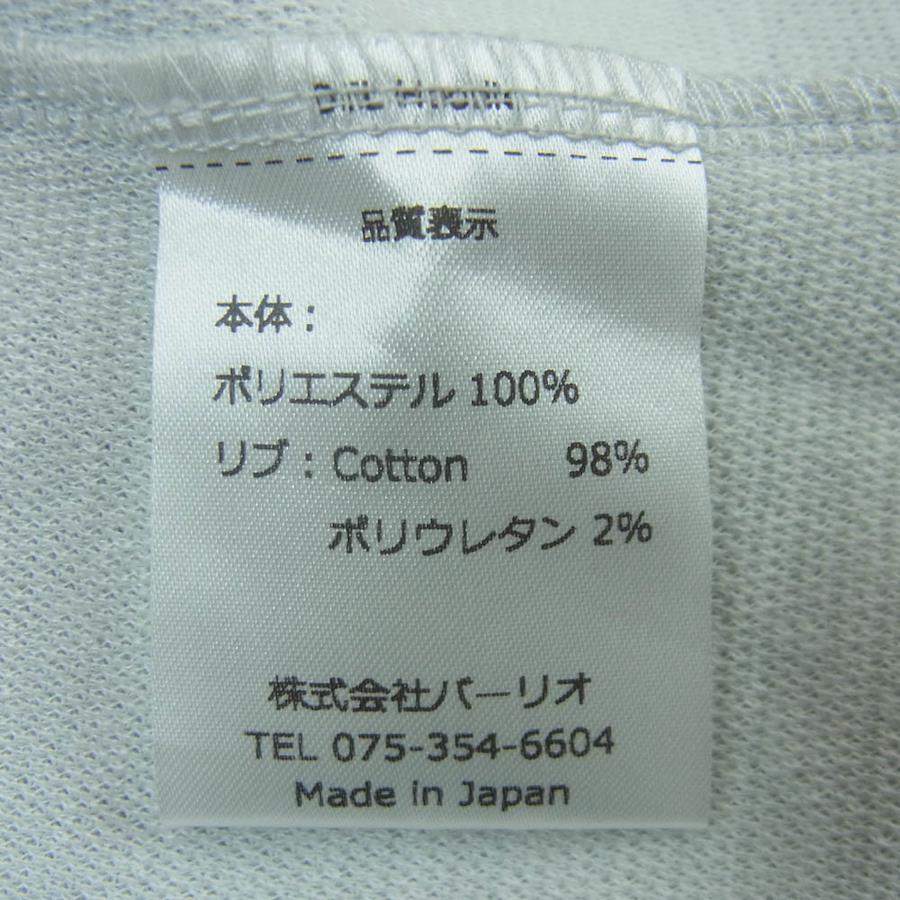 品質表示
本体：
ポリエステル 100%
リブ：Cotton 98%
ポリウレタン 2%
株式会社バーリオ
TEL 075-354-6604
Made in Japan